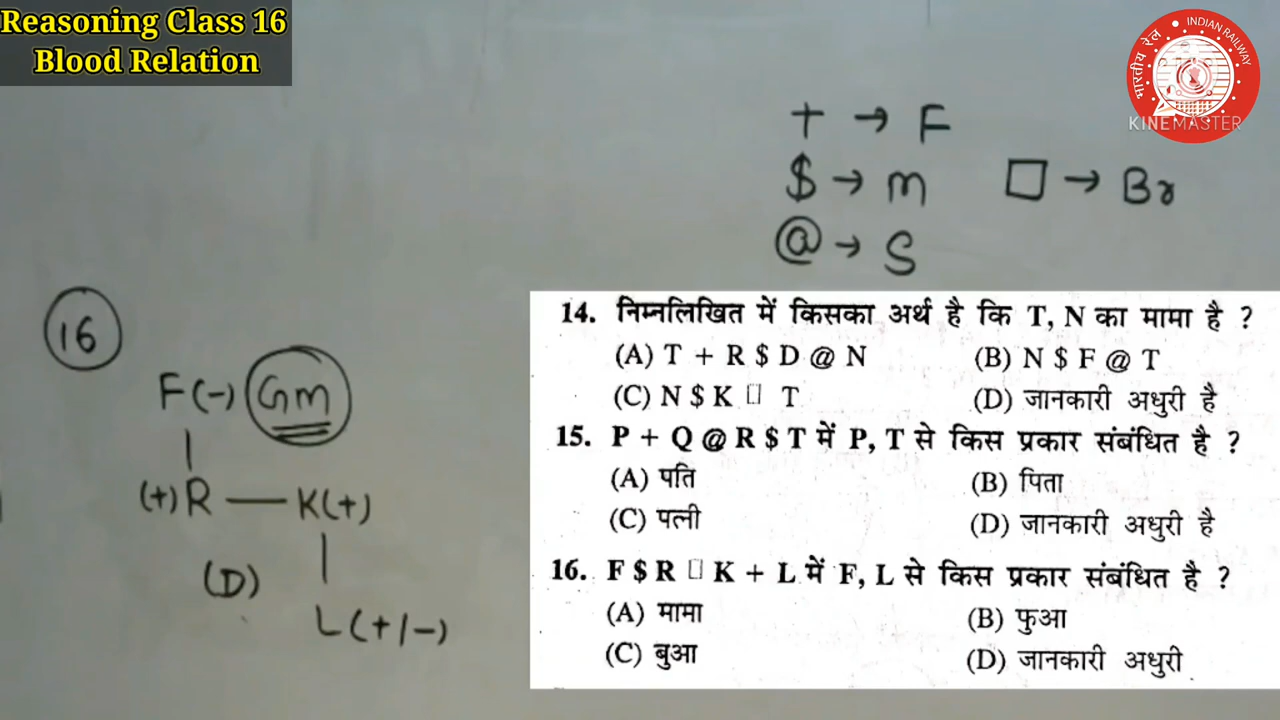 Reasoning Class 16
Blood Relation
भारतीय रेल INDIAN RAILWAY
KINEMASTER
+ → F
$ → M □ → Br
@ → S
16
F(-) Gm
(+)R — K(+)
(D)
L(+/-)
14. निम्नलिखित में किसका अर्थ है कि T, N का मामा है ?
(A) T + R $ D @ N (B) N $ F @ T
(C) N $ K □ T (D) जानकारी अधुरी है
15. P + Q @ R $ T में P, T से किस प्रकार संबंधित है ?
(A) पति (B) पिता
(C) पत्नी (D) जानकारी अधुरी है
16. F $ R □ K + L में F, L से किस प्रकार संबंधित है ?
(A) मामा (B) फुआ
(C) बुआ (D) जानकारी अधुरी